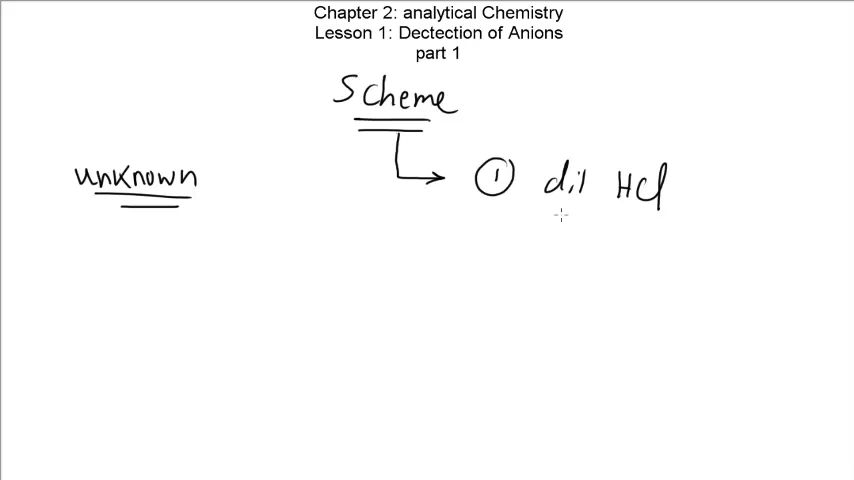 Chapter 2: analytical Chemistry
Lesson 1: Dectection of Anions
part 1
Scheme
unknown
1 dil HCl